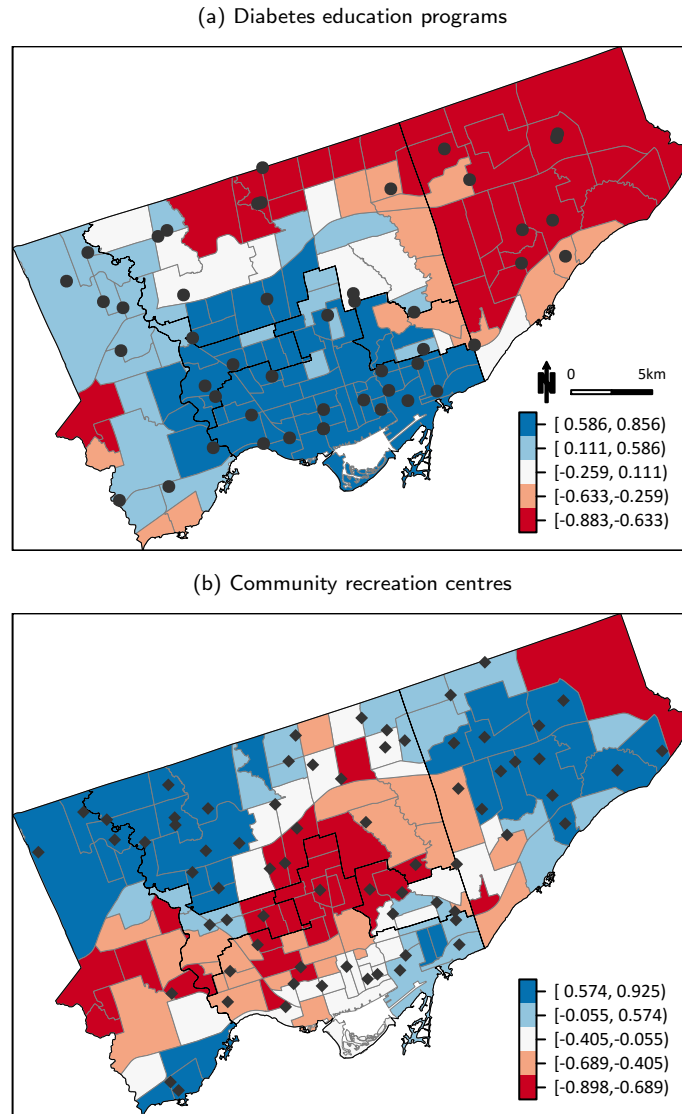 (a) Diabetes education programs
N
0 5km
[ 0.586, 0.856)
[ 0.111, 0.586)
[-0.259, 0.111)
[-0.633,-0.259)
[-0.883,-0.633)
(b) Community recreation centres
[ 0.574, 0.925)
[-0.055, 0.574)
[-0.405,-0.055)
[-0.689,-0.405)
[-0.898,-0.689)